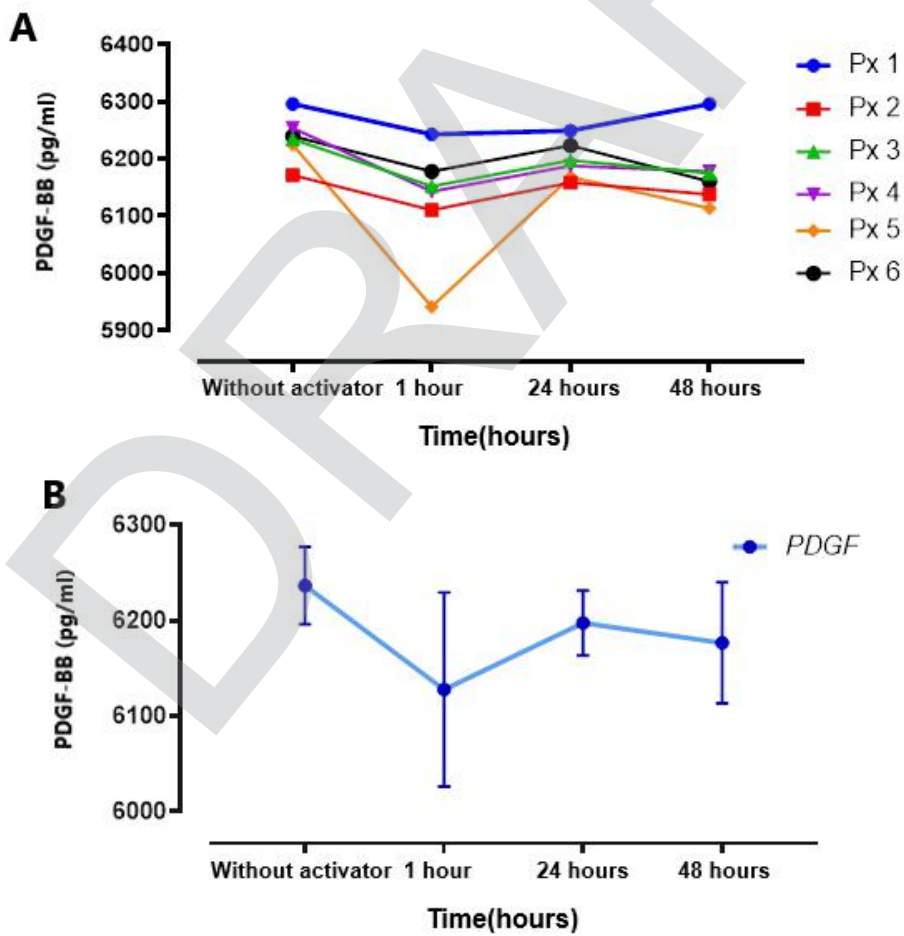 A
PDGF-BB (pg/ml)
6400
6300
6200
6100
6000
5900
Without activator 1 hour 24 hours 48 hours
Time(hours)
Px 1
Px 2
Px 3
Px 4
Px 5
Px 6
B
PDGF-BB (pg/ml)
6300
6200
6100
6000
Without activator 1 hour 24 hours 48 hours
Time(hours)
PDGF